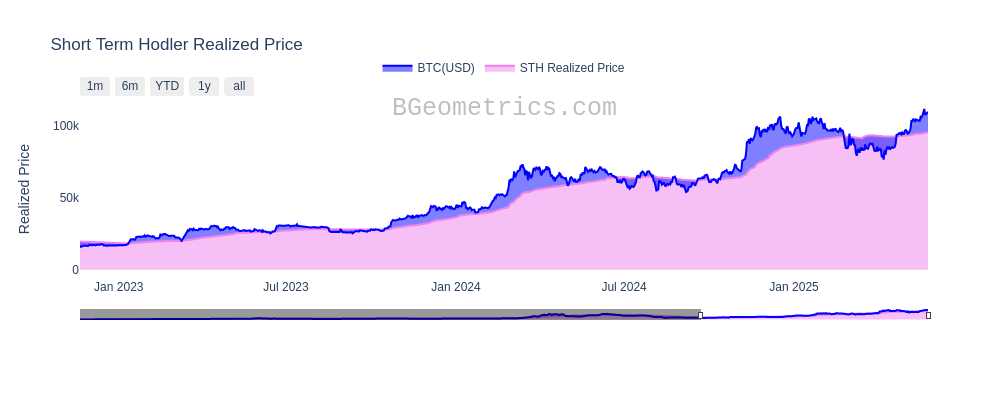 Short Term Hodler Realized Price
BTC(USD) STH Realized Price
1m 6m YTD 1y all
BGeometrics.com
Realized Price
100k
50k
0
Jan 2023 Jul 2023 Jan 2024 Jul 2024 Jan 2025